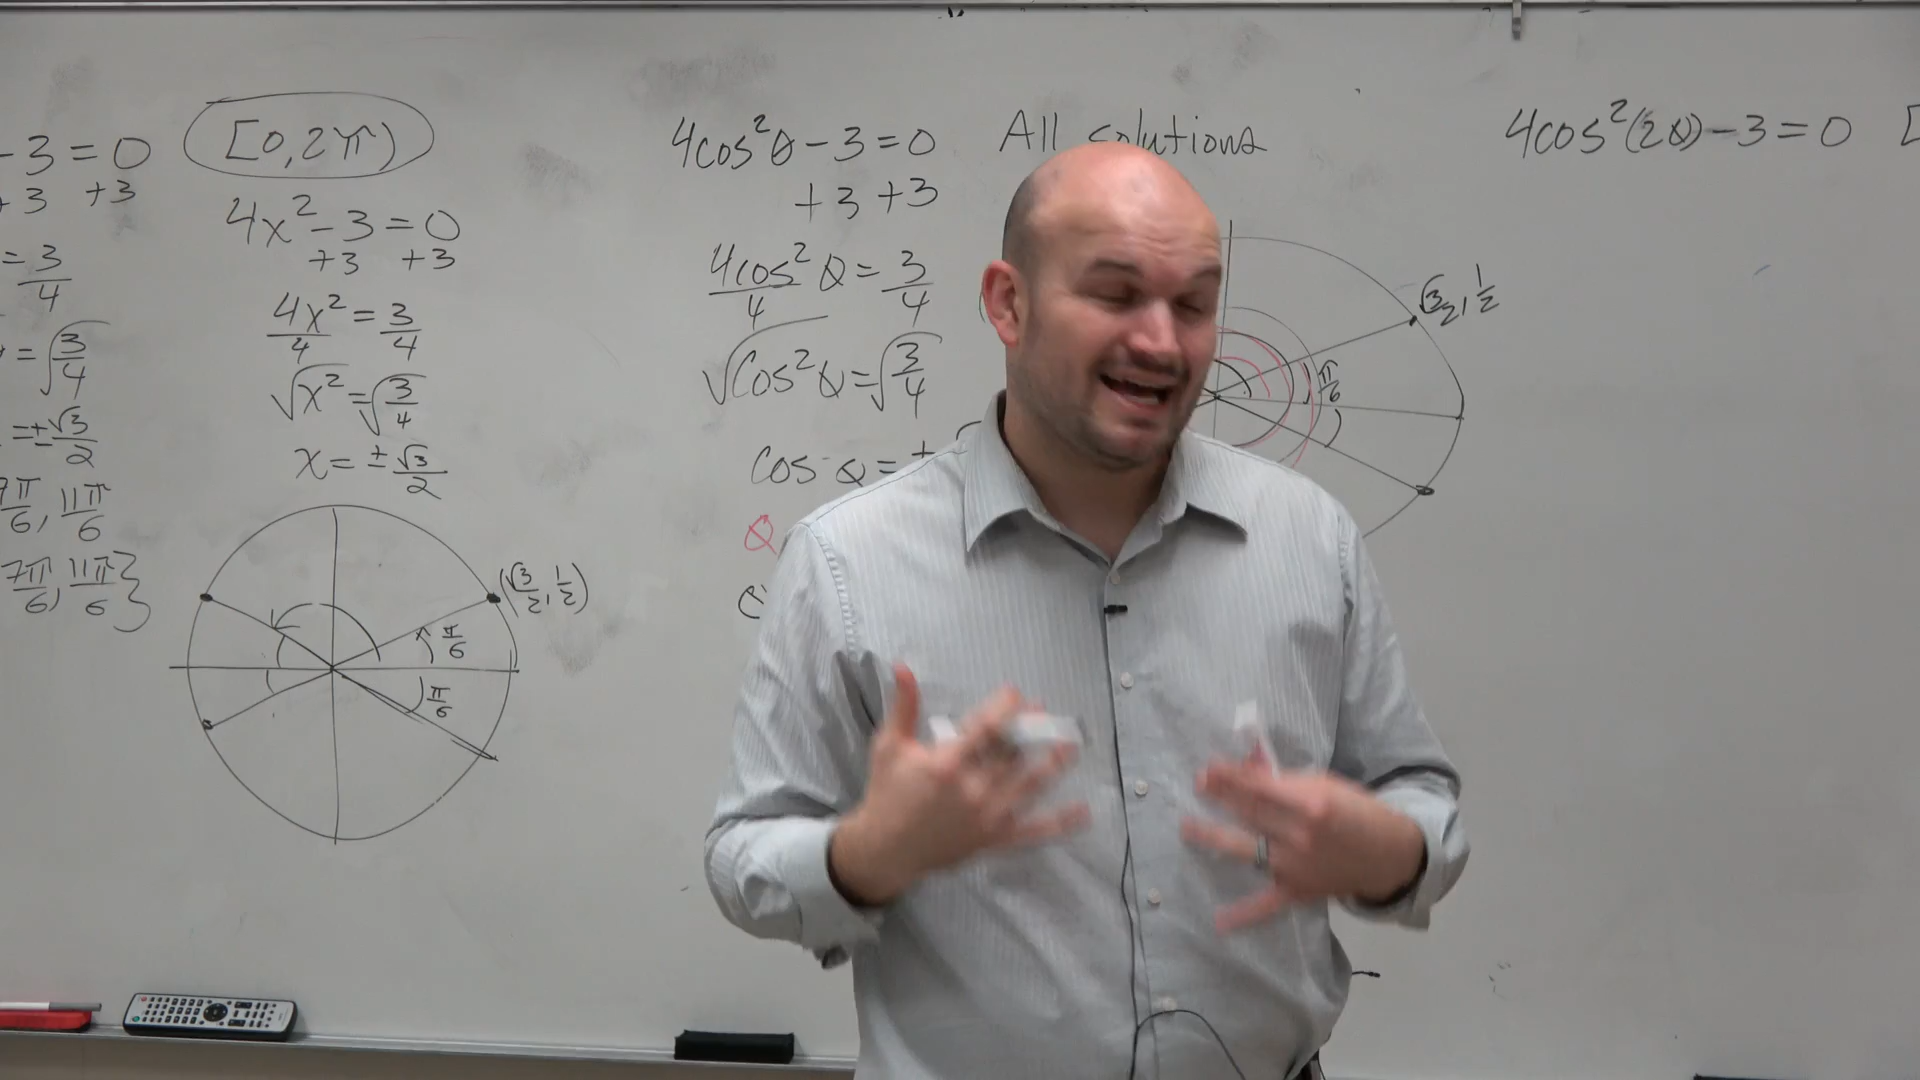 -3=0
+3 +3
= 3/4
= √3/4
=±√3/2
11π/6
7π/6, 11π/6}
[0,2π)
4x²-3=0
+3 +3
4x²/4 = 3/4
√x² = √3/4
x = ±√3/2
(√3/2, 1/2)
π/6
π/6
4cos²θ-3=0
+3 +3
4cos²θ/4 = 3/4
√cos²θ = √3/4
cos θ = ±
θ
All solutions
√3/2, 1/2
π/6
4cos²(2θ)-3=0 [